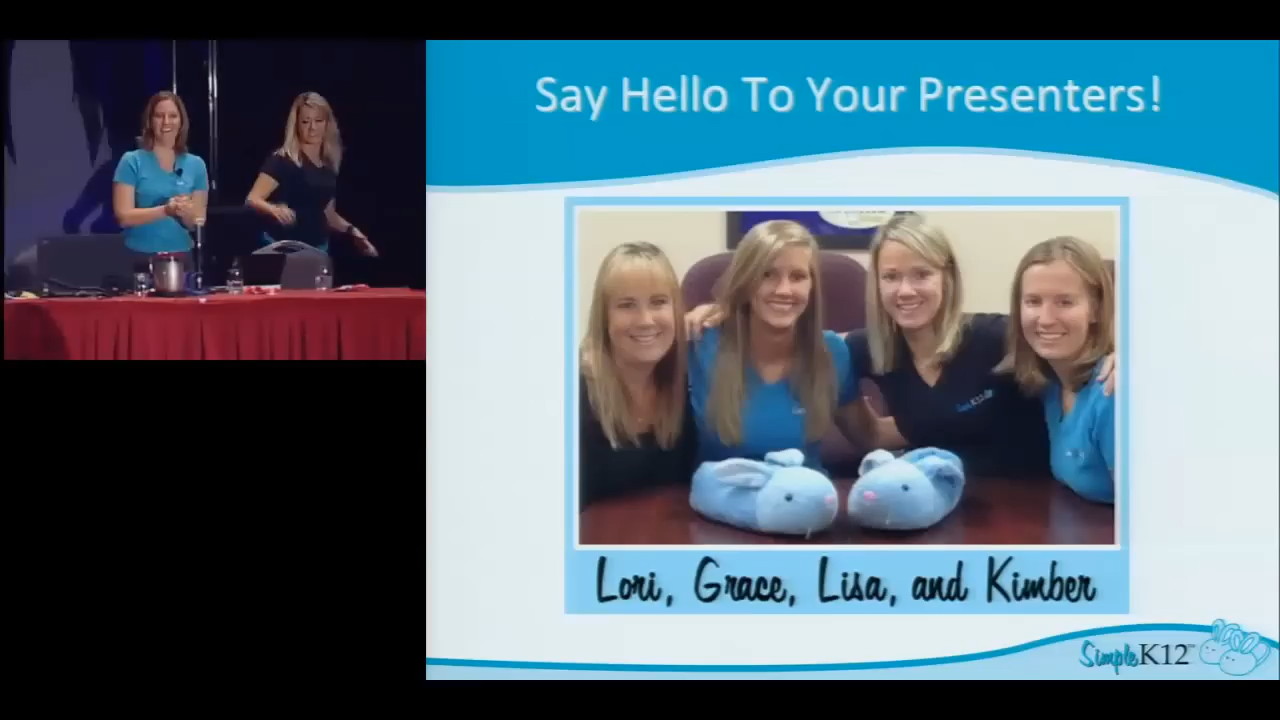 Say Hello To Your Presenters!
Lori, Grace, Lisa, and Kimber
SimpleK12